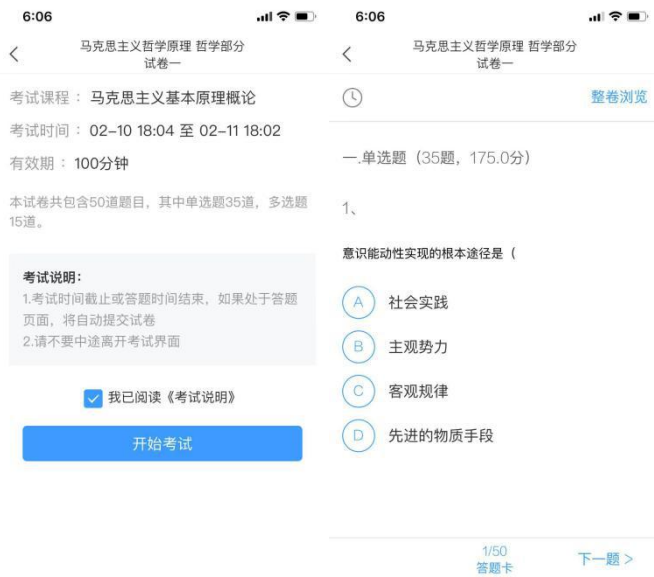 6:06
马克思主义哲学原理 哲学部分
试卷一
考试课程： 马克思主义基本原理概论
考试时间： 02-10 18:04 至 02-11 18:02
有效期： 100分钟
本试卷共包含50道题目，其中单选题35道，多选题
15道。
考试说明：
1.考试时间截止或答题时间结束，如果处于答题
页面，将自动提交试卷
2.请不要中途离开考试界面
我已阅读《考试说明》
开始考试
6:06
马克思主义哲学原理 哲学部分
试卷一
整卷浏览
一.单选题（35题，175.0分）
1、
意识能动性实现的根本途径是（
A 社会实践
B 主观势力
C 客观规律
D 先进的物质手段
1/50
答题卡
下一题 >